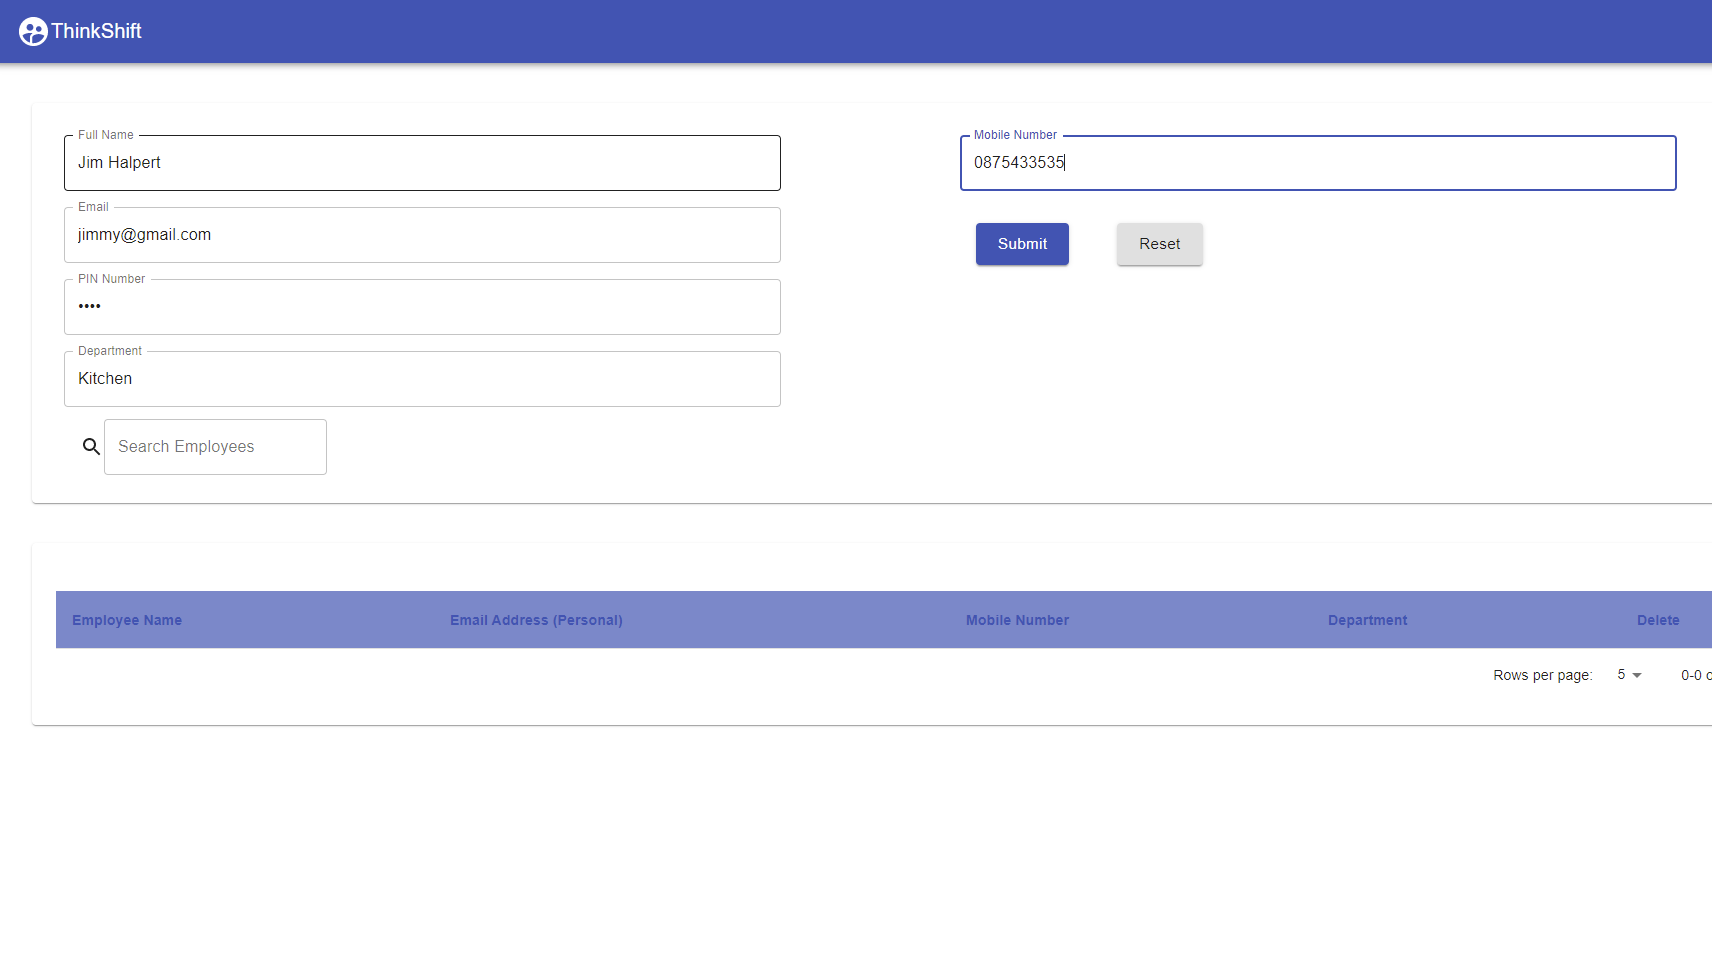 ThinkShift
Full Name
Jim Halpert
Mobile Number
0875433535
Email
jimmy@gmail.com
Submit
Reset
PIN Number
••••
Department
Kitchen
Search Employees
Employee Name Email Address (Personal) Mobile Number Department Delete
Rows per page: 5 0-0